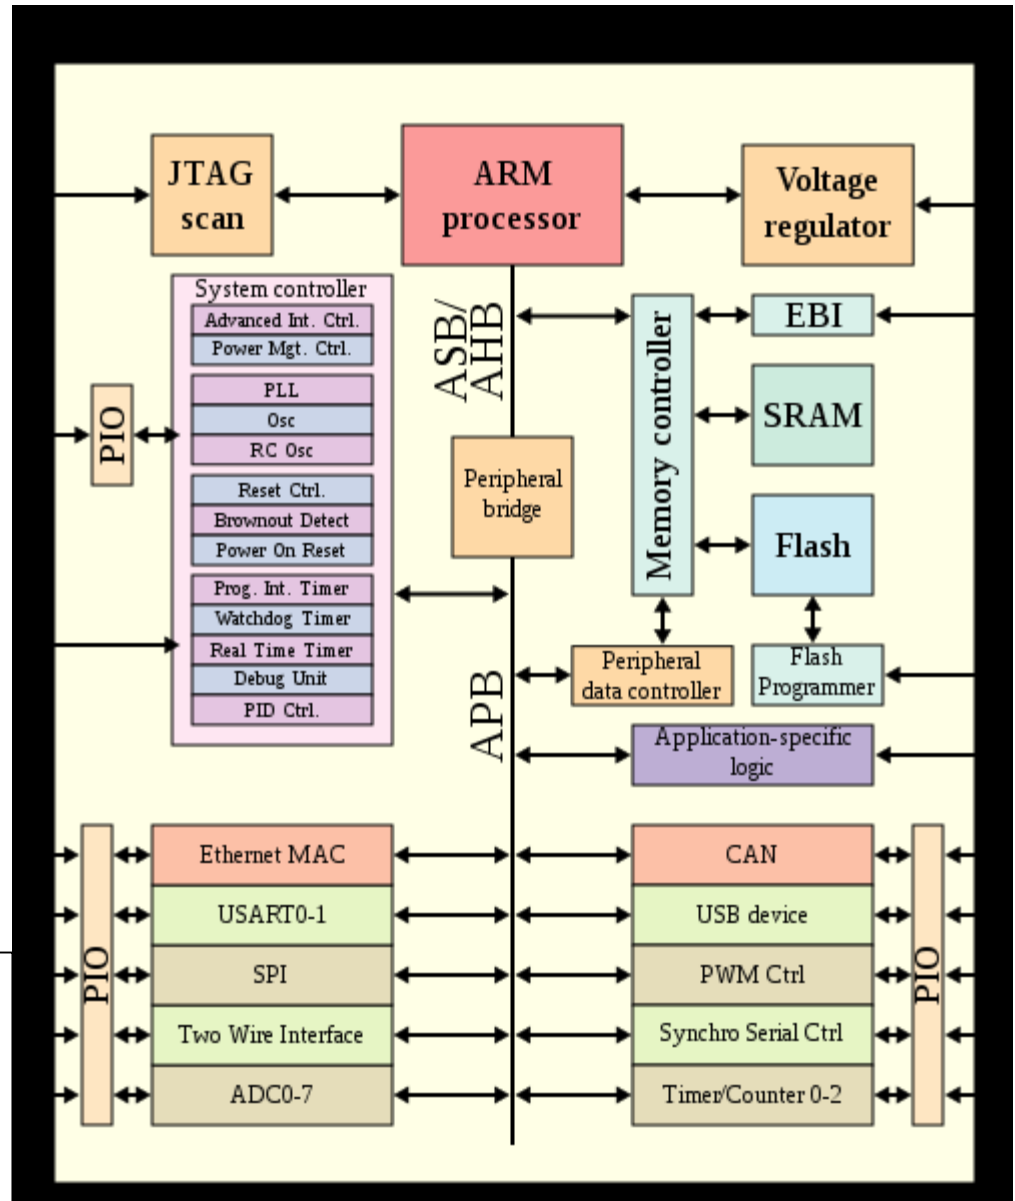 JTAG
scan
ARM
processor
Voltage
regulator
System controller
Advanced Int. Ctrl.
Power Mgt. Ctrl.
PLL
Osc
RC Osc
Reset Ctrl.
Brownout Detect
Power On Reset
Prog. Int. Timer
Watchdog Timer
Real Time Timer
Debug Unit
PID Ctrl.
PIO
ASB/
AHB
Peripheral
bridge
APB
Memory controller
EBI
SRAM
Flash
Peripheral
data controller
Flash
Programmer
Application-specific
logic
PIO
Ethernet MAC
USART0-1
SPI
Two Wire Interface
ADC0-7
CAN
USB device
PWM Ctrl
Synchro Serial Ctrl
Timer/Counter 0-2
PIO